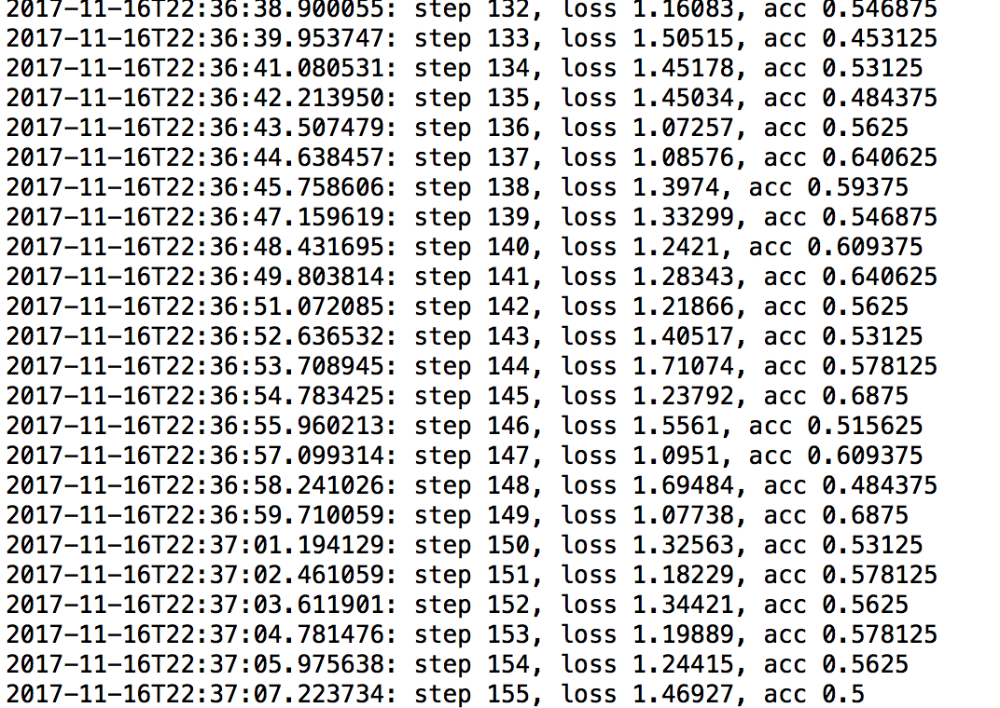 2017-11-16T22:36:38.900055: step 132, loss 1.16083, acc 0.546875
2017-11-16T22:36:39.953747: step 133, loss 1.50515, acc 0.453125
2017-11-16T22:36:41.080531: step 134, loss 1.45178, acc 0.53125
2017-11-16T22:36:42.213950: step 135, loss 1.45034, acc 0.484375
2017-11-16T22:36:43.507479: step 136, loss 1.07257, acc 0.5625
2017-11-16T22:36:44.638457: step 137, loss 1.08576, acc 0.640625
2017-11-16T22:36:45.758606: step 138, loss 1.3974, acc 0.59375
2017-11-16T22:36:47.159619: step 139, loss 1.33299, acc 0.546875
2017-11-16T22:36:48.431695: step 140, loss 1.2421, acc 0.609375
2017-11-16T22:36:49.803814: step 141, loss 1.28343, acc 0.640625
2017-11-16T22:36:51.072085: step 142, loss 1.21866, acc 0.5625
2017-11-16T22:36:52.636532: step 143, loss 1.40517, acc 0.53125
2017-11-16T22:36:53.708945: step 144, loss 1.71074, acc 0.578125
2017-11-16T22:36:54.783425: step 145, loss 1.23792, acc 0.6875
2017-11-16T22:36:55.960213: step 146, loss 1.5561, acc 0.515625
2017-11-16T22:36:57.099314: step 147, loss 1.0951, acc 0.609375
2017-11-16T22:36:58.241026: step 148, loss 1.69484, acc 0.484375
2017-11-16T22:36:59.710059: step 149, loss 1.07738, acc 0.6875
2017-11-16T22:37:01.194129: step 150, loss 1.32563, acc 0.53125
2017-11-16T22:37:02.461059: step 151, loss 1.18229, acc 0.578125
2017-11-16T22:37:03.611901: step 152, loss 1.34421, acc 0.5625
2017-11-16T22:37:04.781476: step 153, loss 1.19889, acc 0.578125
2017-11-16T22:37:05.975638: step 154, loss 1.24415, acc 0.5625
2017-11-16T22:37:07.223734: step 155, loss 1.46927, acc 0.5